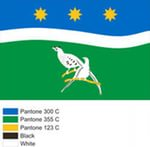 Pantone 300 C
Pantone 355 C
Pantone 123 C
Black
White